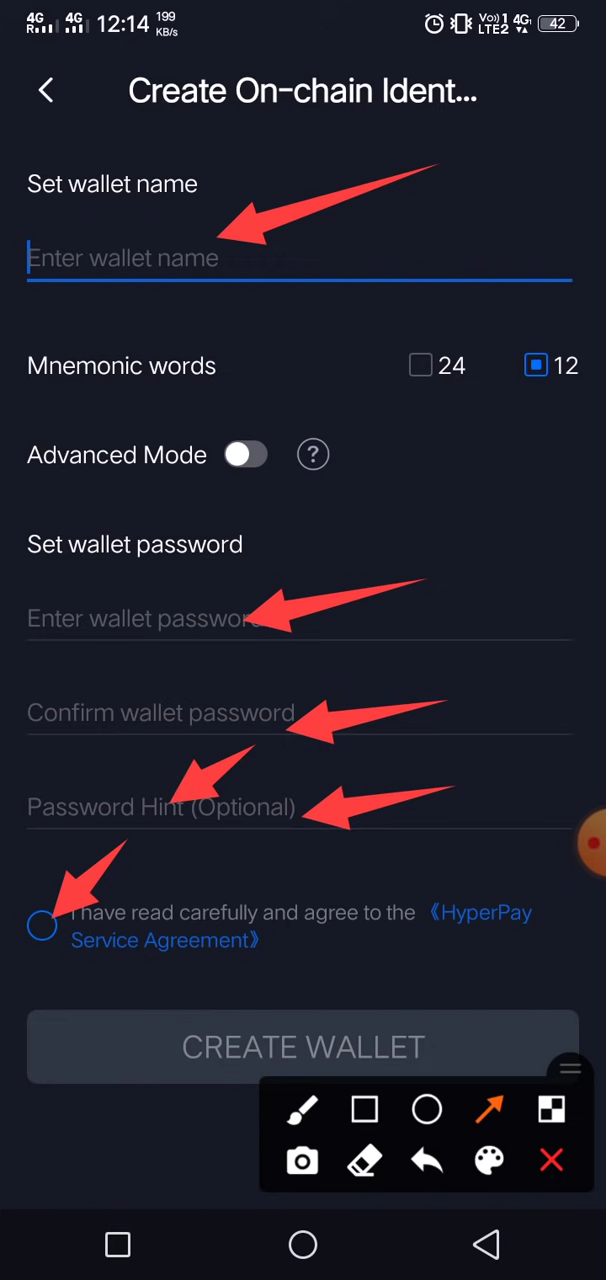 4G R 4G 12:14 199 KB/s Vo)) 1 LTE2 4G 42
Create On-chain Ident...
Set wallet name
Enter wallet name
Mnemonic words 24 12
Advanced Mode ?
Set wallet password
Enter wallet password
Confirm wallet password
Password Hint (Optional)
I have read carefully and agree to the 《HyperPay
Service Agreement》
CREATE WALLET